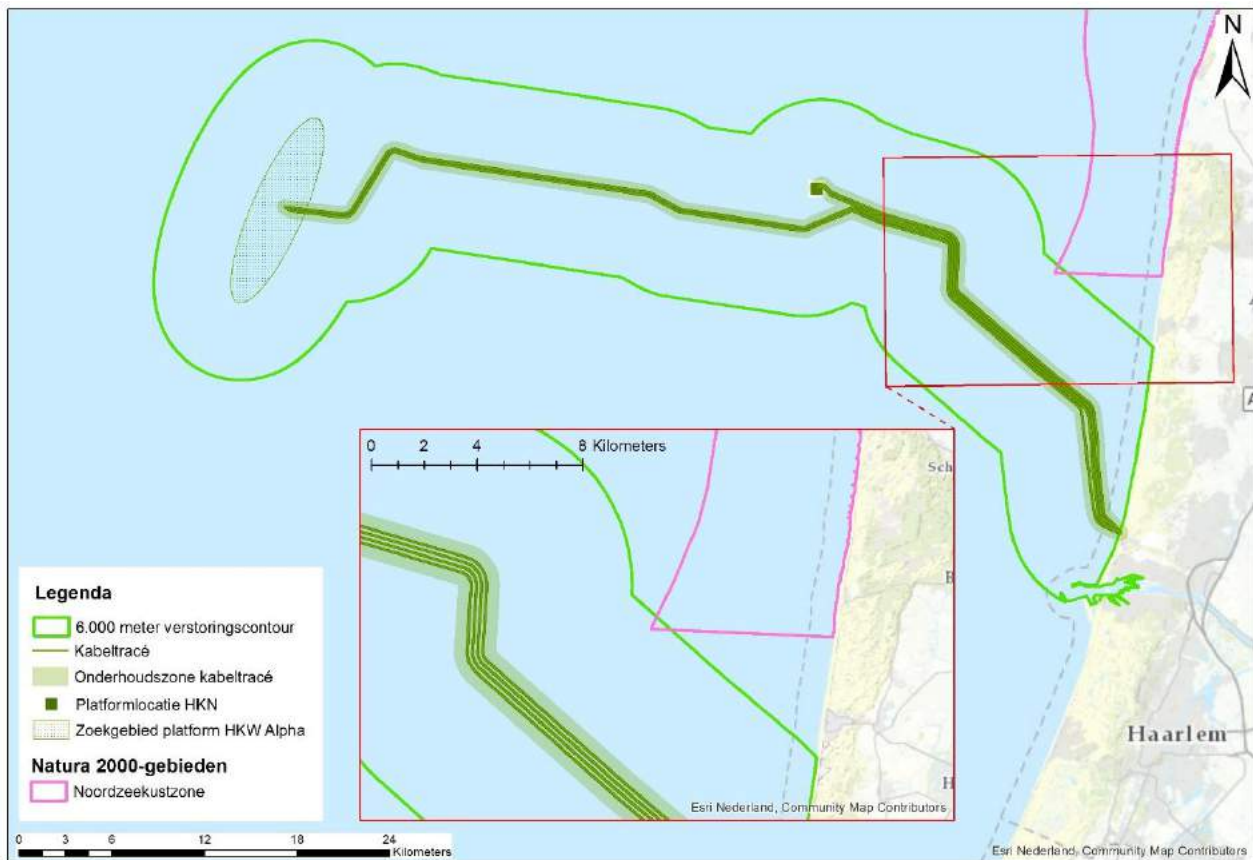 N
A
A
0 2 4 8 Kilometers
Sch
B
H
Esri Nederland, Community Map Contributors
Haarlem
Legenda
6.000 meter verstoringscontour
Kabeltracé
Onderhoudszone kabeltracé
Platformlocatie HKN
Zoekgebied platform HKW Alpha
Natura 2000-gebieden
Noordzeekustzone
0 3 6 12 18 24
Kilometers
Esri Nederland, Community Map Contributors